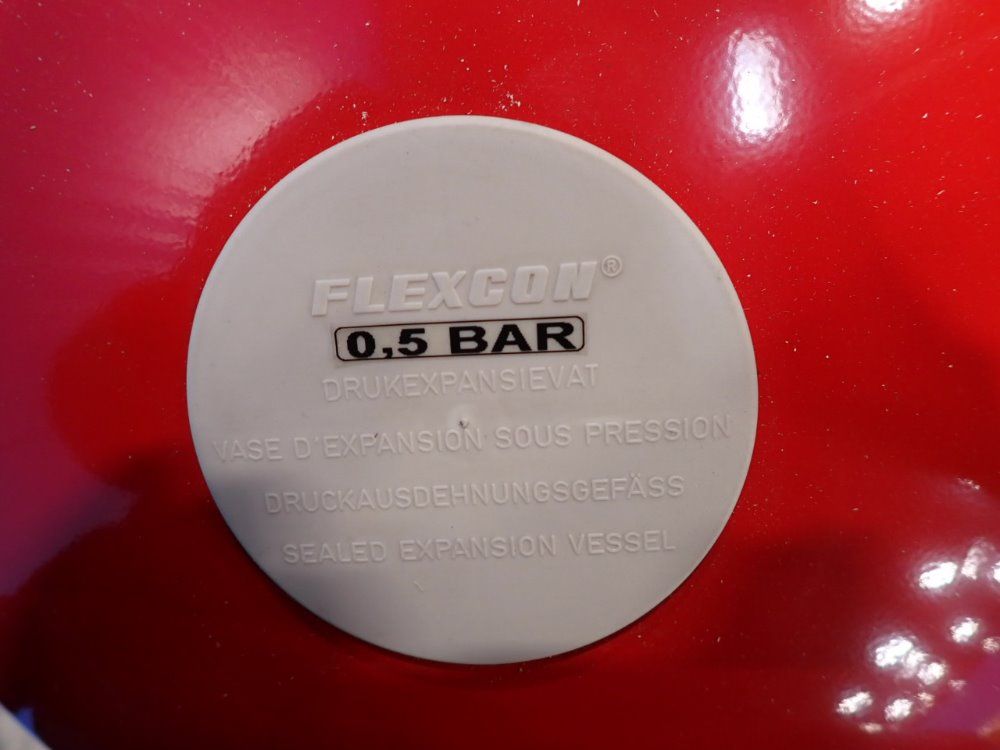 FLEXCON®
0,5 BAR
DRUKEXPANSIEVAT
VASE D'EXPANSION SOUS PRESSION
DRUCKAUSDEHNUNGSGEFÄSS
SEALED EXPANSION VESSEL